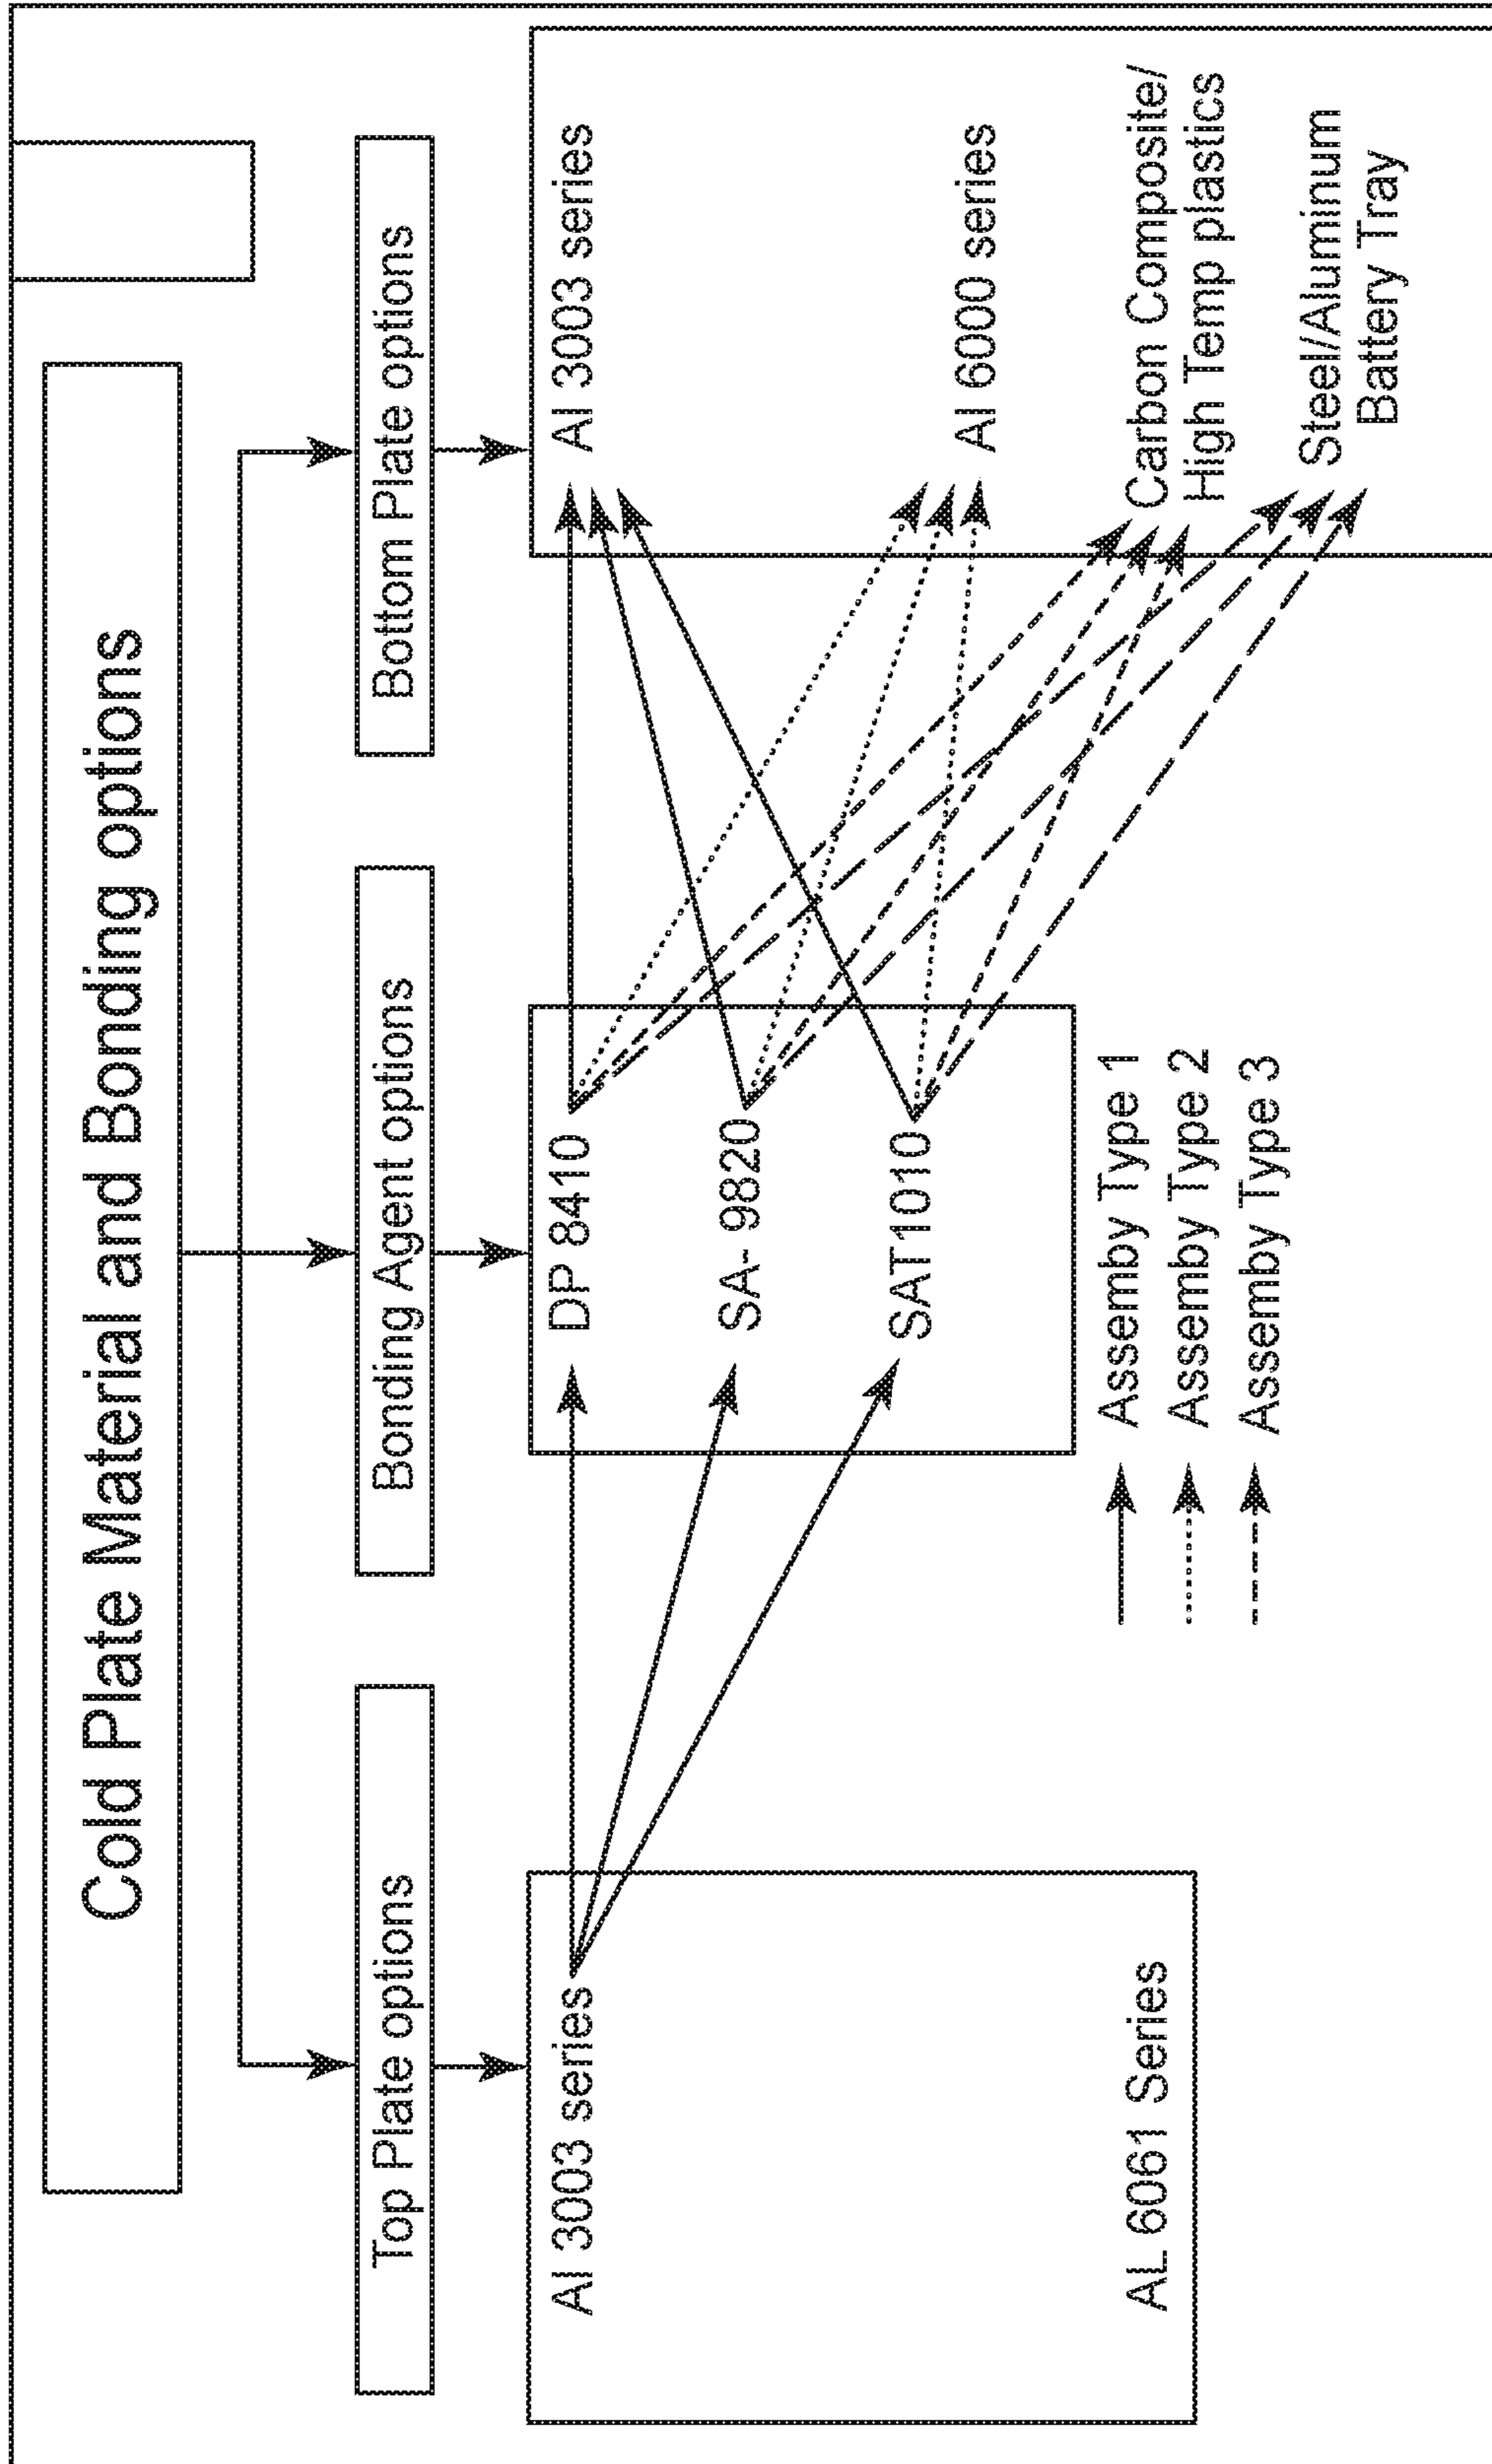 Cold Plate Material and Bonding options
Top Plate options
Bonding Agent options
Bottom Plate options
Al 3003 series
AL 6061 Series
DP 8410
SA- 9820
SAT1010
Al 3003 series
Al 6000 series
Carbon Composite/
High Temp plastics
Steel/Aluminum
Battery Tray
Assemby Type 1
Assemby Type 2
Assemby Type 3